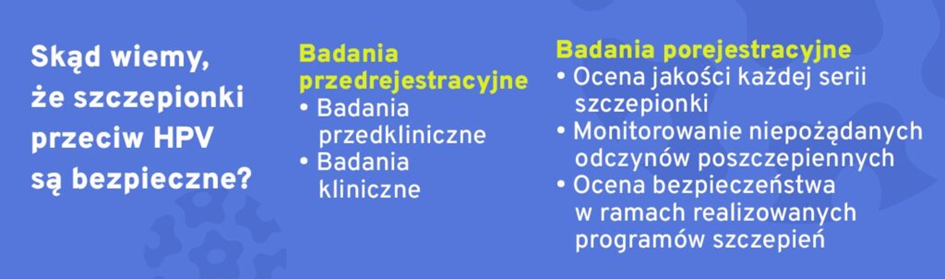 Skąd wiemy,
że szczepionki
przeciw HPV
są bezpieczne?
Badania
przedrejestracyjne
• Badania
przedkliniczne
• Badania
kliniczne
Badania porejestracyjne
• Ocena jakości każdej serii
szczepionki
• Monitorowanie niepożądanych
odczynów poszczepiennych
• Ocena bezpieczeństwa
w ramach realizowanych
programów szczepień